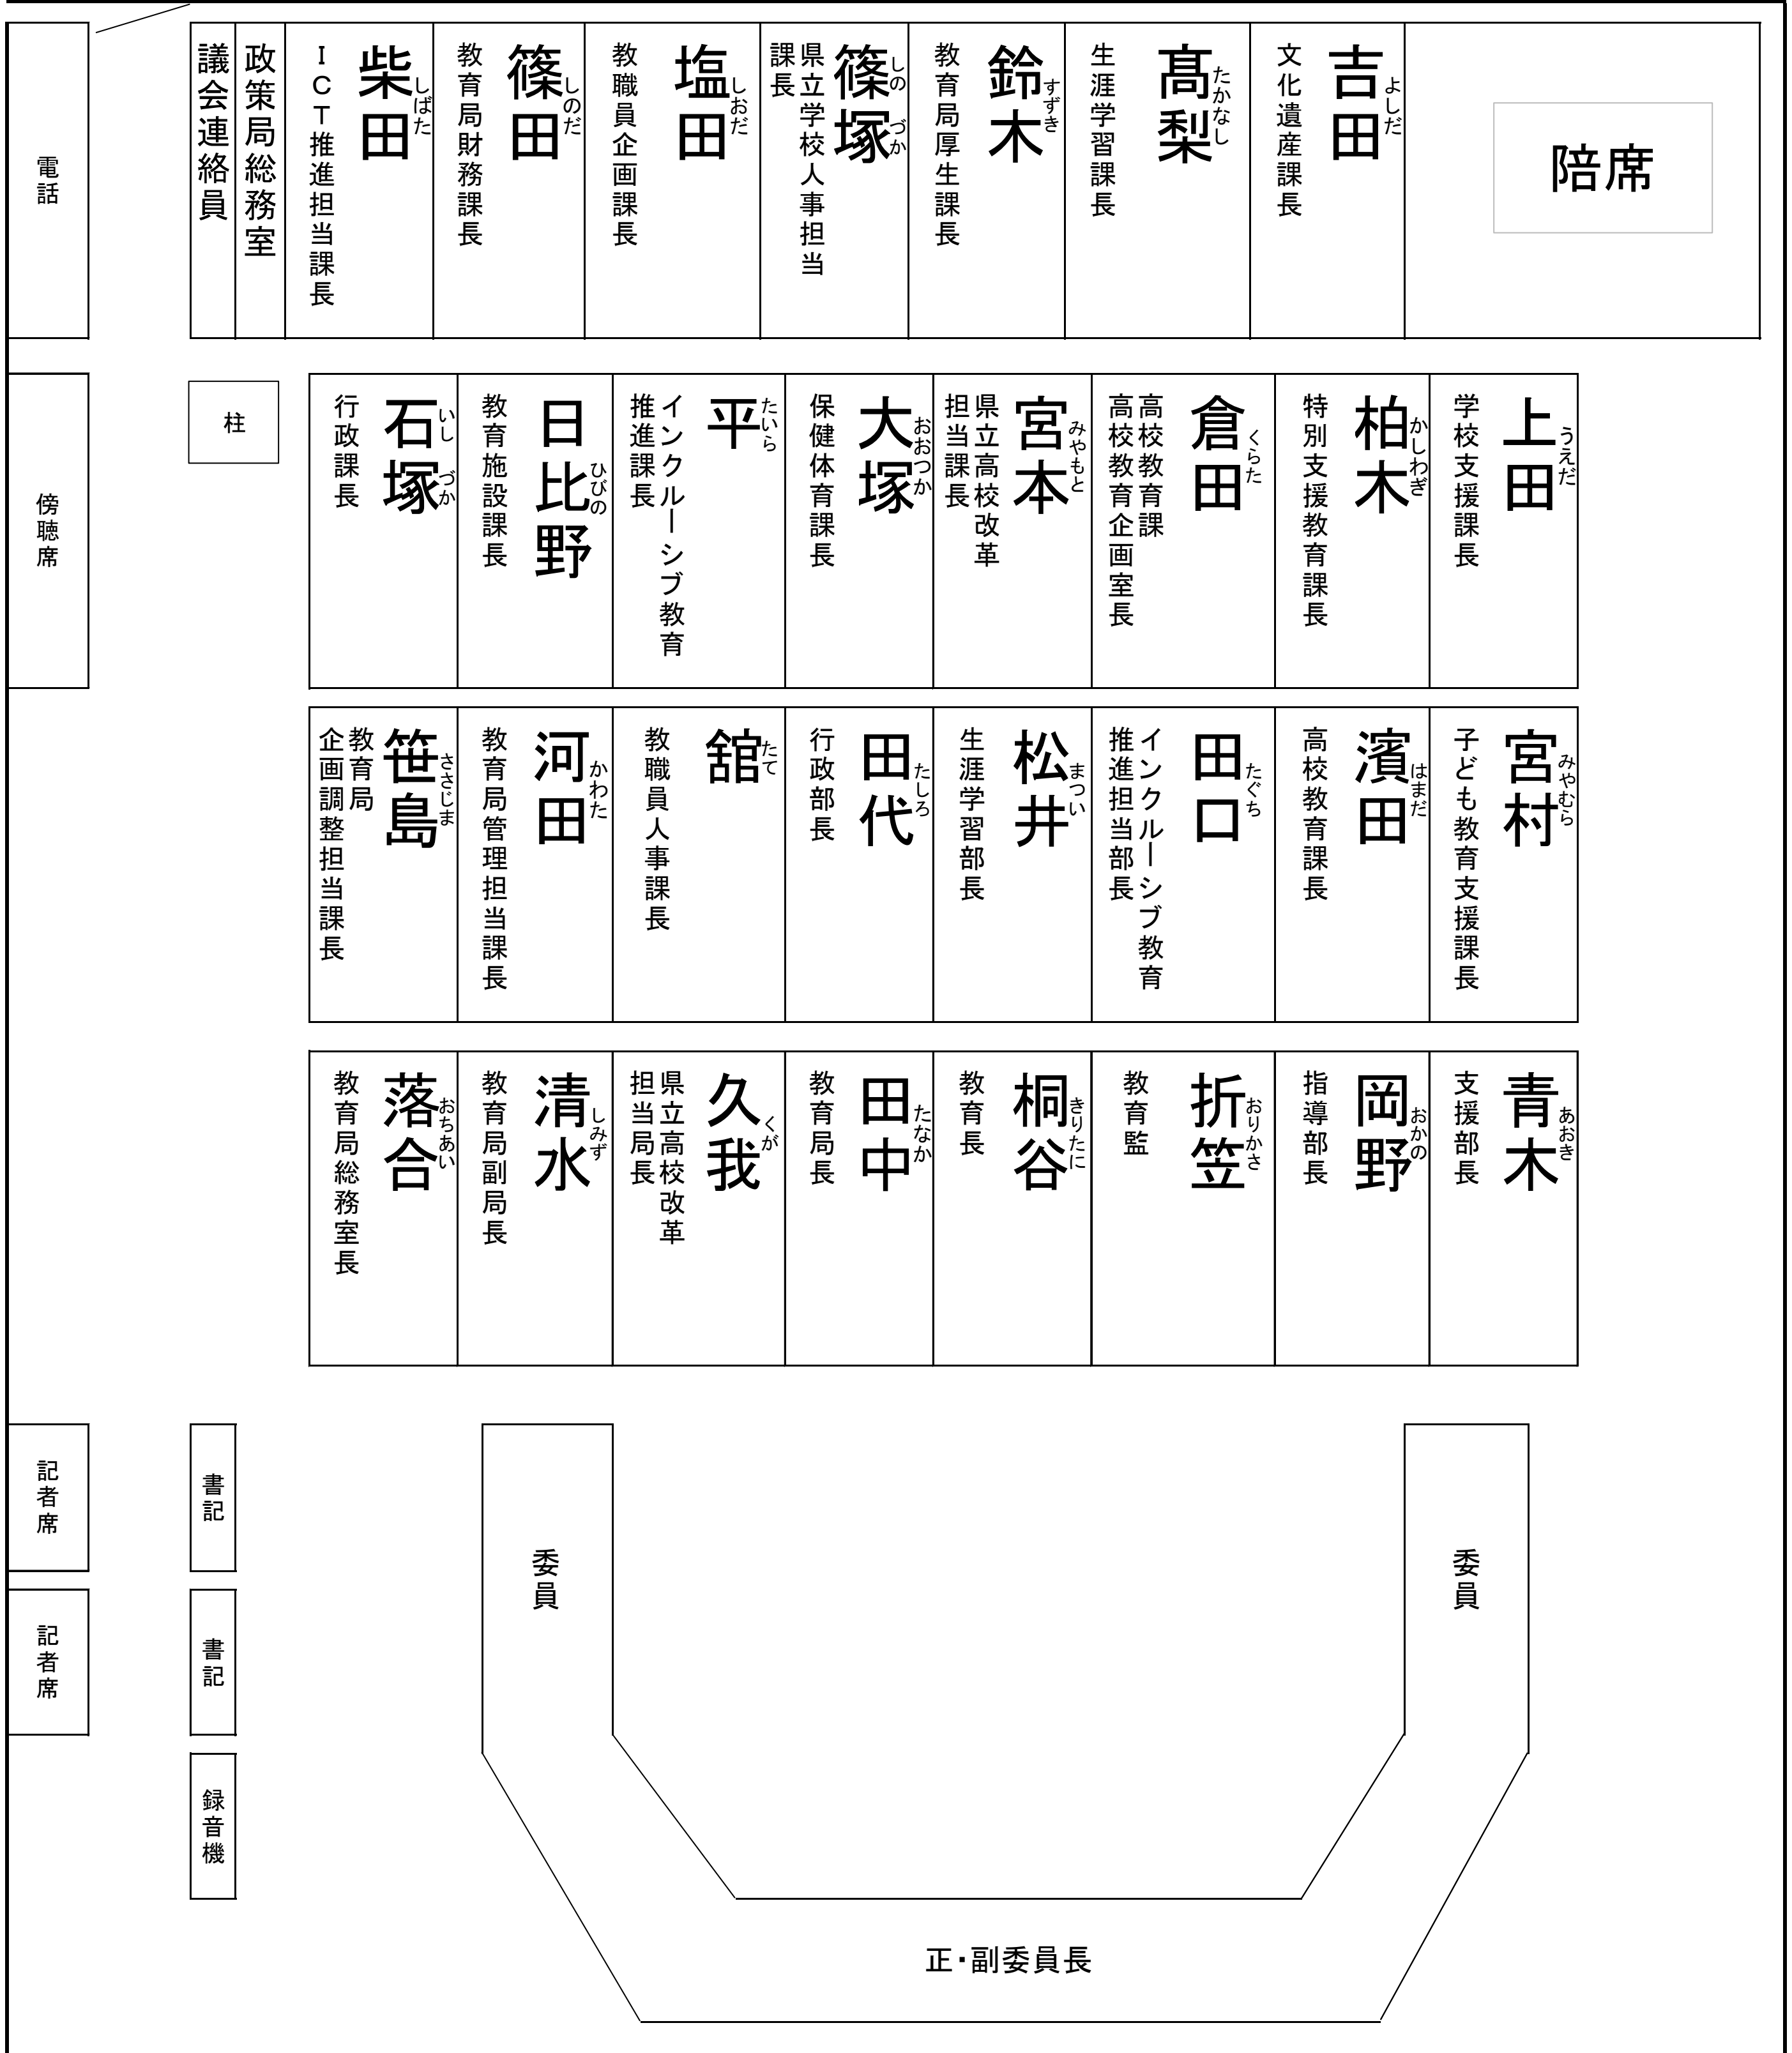 電話
議会連絡員
政策局総務室
柴田
しばた
ＩＣＴ推進担当課長
篠田
しのだ
教育局財務課長
塩田
しおだ
教職員企画課長
篠塚
しの づか
県立学校人事担当
課長
鈴木
すずき
教育局厚生課長
髙梨
たかなし
生涯学習課長
吉田
よしだ
文化遺産課長
陪席
傍聴席
柱
石塚
いし づか
行政課長
日比野
ひびの
教育施設課長
平
たいら
インクルーシブ教育
推進課長
大塚
おおつか
保健体育課長
宮本
みやもと
県立高校改革
担当課長
倉田
くらた
高校教育課
高校教育企画室長
柏木
かしわぎ
特別支援教育課長
上田
うえだ
学校支援課長
笹島
ささじま
教育局
企画調整担当課長
河田
かわた
教育局管理担当課長
舘
たて
教職員人事課長
田代
たしろ
行政部長
松井
まつい
生涯学習部長
田口
たぐち
インクルーシブ教育
推進担当部長
濱田
はまだ
高校教育課長
宮村
みやむら
子ども教育支援課長
落合
おちあい
教育局総務室長
清水
しみず
教育局副局長
久我
くが
県立高校改革
担当局長
田中
たなか
教育局長
桐谷
きりたに
教育長
折笠
おりかさ
教育監
岡野
おかの
指導部長
青木
あおき
支援部長
記者席
書記
委員
委員
記者席
書記
録音機
正・副委員長